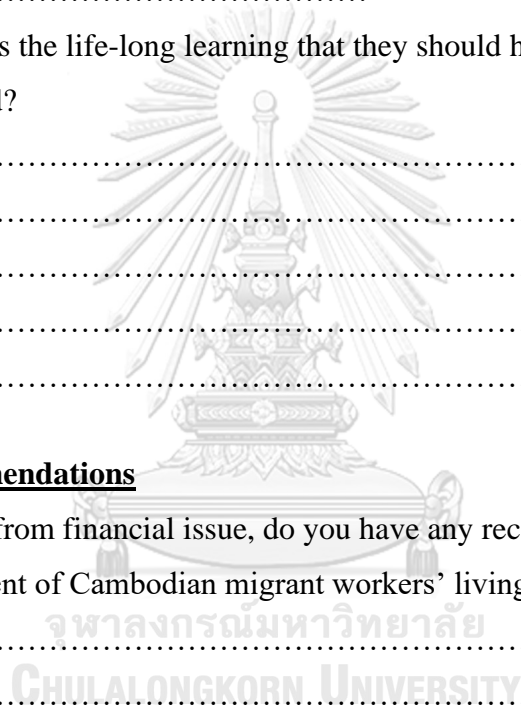 ……………………………………
s the life-long learning that they should h
l?
……………………………………………………
……………………………………………………
……………………………………………………
……………………………………………………
……………………………………………………
nendations
from financial issue, do you have any rec
ent of Cambodian migrant workers’ living
จุฬาลงกรณ์มหาวิทยาลัย
……………………………………………………
CHULALONGKORN UNIVERSITY
……………………………………………………